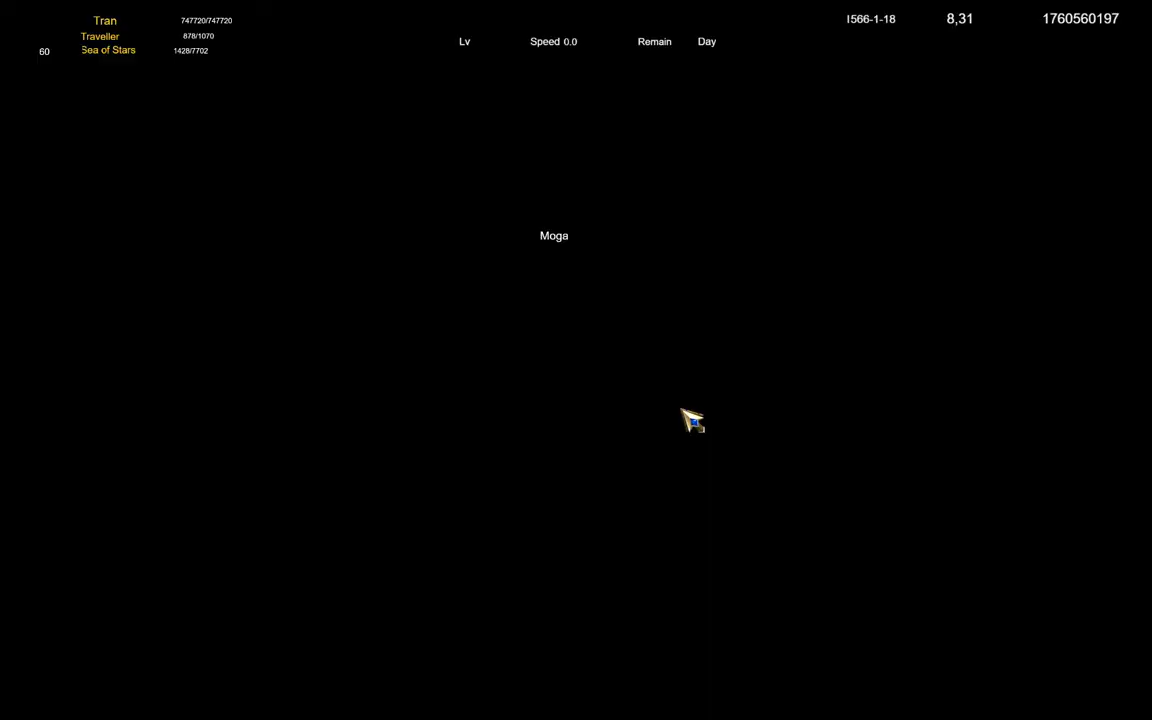 Tran 747720/747720
Traveller 878/1070
60 Sea of Stars 1428/7702
Lv Speed 0.0 Remain Day
1566-1-18 8,31 1760560197
Moga